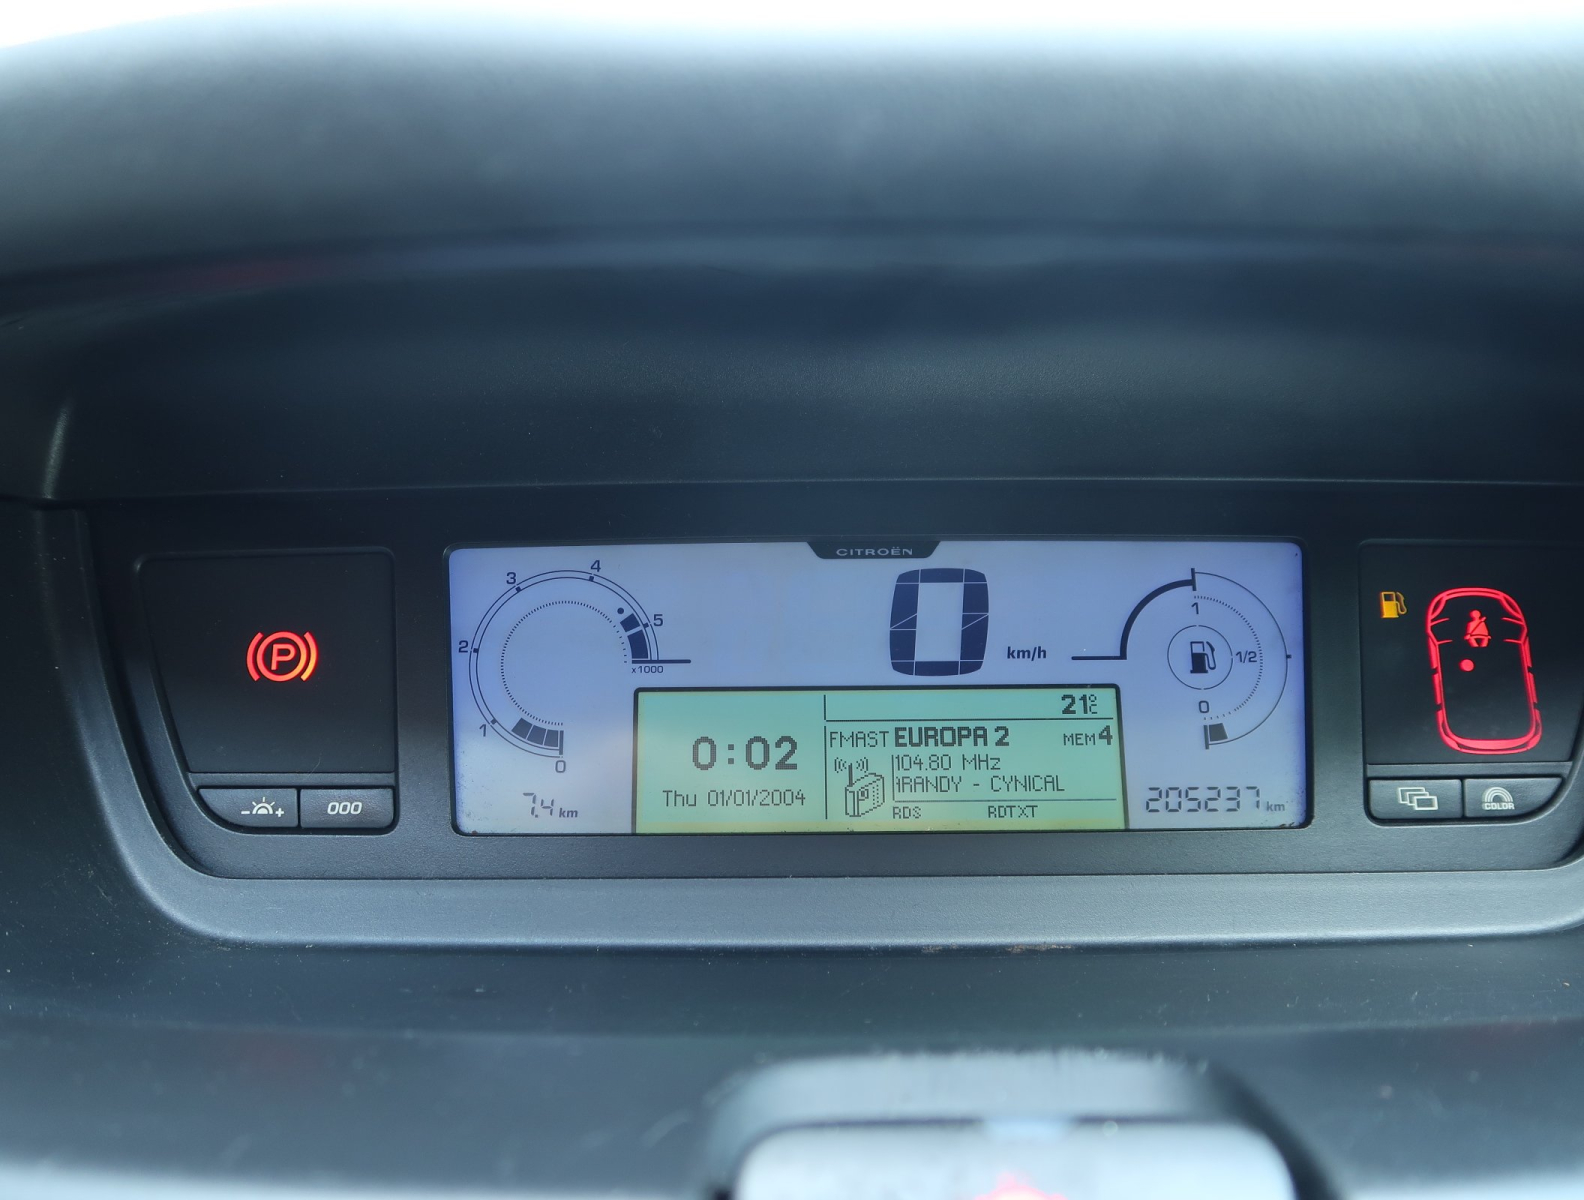 CITROËN
4
3
5
2
x1000
1
0
7.4 km
P
000
0
km/h
1
1/2
0
21°C
0:02
Thu 01/01/2004
FMAST EUROPA 2 MEM 4
104.80 MHz
RANDY - CYNICAL
RDS RDTXT
205237 km
COLOR